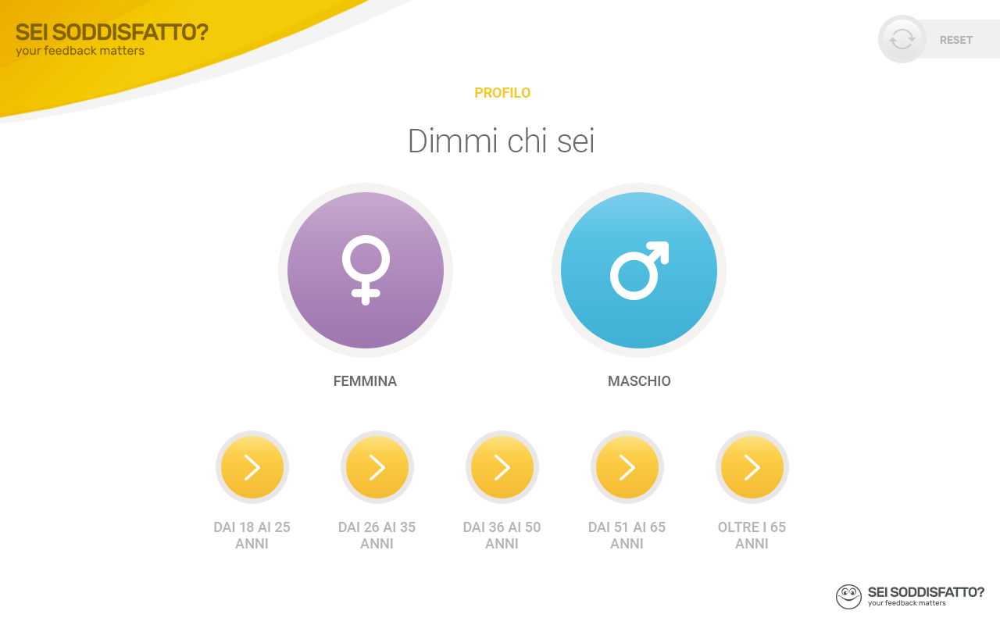 SEI SODDISFATTO?
your feedback matters
RESET
PROFILO
Dimmi chi sei
FEMMINA
MASCHIO
DAI 18 AI 25
ANNI
DAI 26 AI 35
ANNI
DAI 36 AI 50
ANNI
DAI 51 AI 65
ANNI
OLTRE I 65
ANNI
SEI SODDISFATTO?
your feedback matters